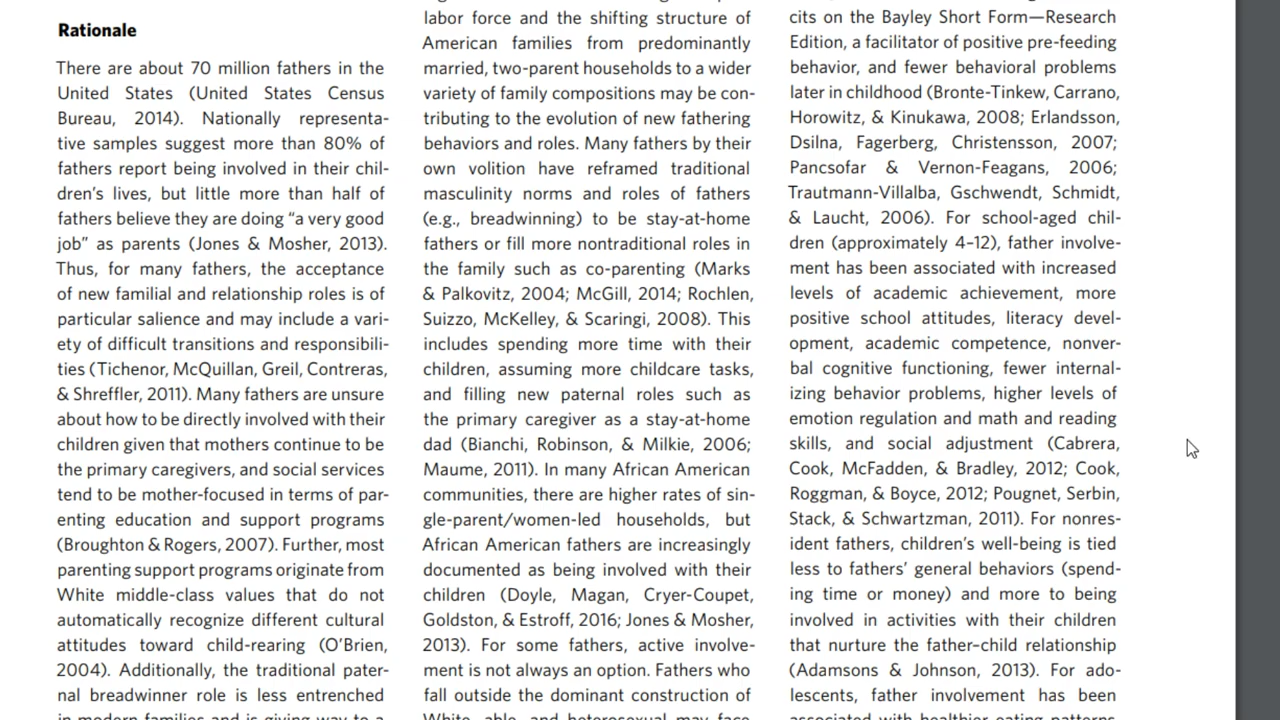 Rationale
There are about 70 million fathers in the
United States (United States Census
Bureau, 2014). Nationally representa-
tive samples suggest more than 80% of
fathers report being involved in their chil-
dren's lives, but little more than half of
fathers believe they are doing "a very good
job" as parents (Jones & Mosher, 2013).
Thus, for many fathers, the acceptance
of new familial and relationship roles is of
particular salience and may include a vari-
ety of difficult transitions and responsibili-
ties (Tichenor, McQuillan, Greil, Contreras,
& Shreffler, 2011). Many fathers are unsure
about how to be directly involved with their
children given that mothers continue to be
the primary caregivers, and social services
tend to be mother-focused in terms of par-
enting education and support programs
(Broughton & Rogers, 2007). Further, most
parenting support programs originate from
White middle-class values that do not
automatically recognize different cultural
attitudes toward child-rearing (O'Brien,
2004). Additionally, the traditional pater-
nal breadwinner role is less entrenched
in modern families and is giving way to a
labor force and the shifting structure of
American families from predominantly
married, two-parent households to a wider
variety of family compositions may be con-
tributing to the evolution of new fathering
behaviors and roles. Many fathers by their
own volition have reframed traditional
masculinity norms and roles of fathers
(e.g., breadwinning) to be stay-at-home
fathers or fill more nontraditional roles in
the family such as co-parenting (Marks
& Palkovitz, 2004; McGill, 2014; Rochlen,
Suizzo, McKelley, & Scaringi, 2008). This
includes spending more time with their
children, assuming more childcare tasks,
and filling new paternal roles such as
the primary caregiver as a stay-at-home
dad (Bianchi, Robinson, & Milkie, 2006;
Maume, 2011). In many African American
communities, there are higher rates of sin-
gle-parent/women-led households, but
African American fathers are increasingly
documented as being involved with their
children (Doyle, Magan, Cryer-Coupet,
Goldston, & Estroff, 2016; Jones & Mosher,
2013). For some fathers, active involve-
ment is not always an option. Fathers who
fall outside the dominant construction of
White, able, and heterosexual may face
cits on the Bayley Short Form—Research
Edition, a facilitator of positive pre-feeding
behavior, and fewer behavioral problems
later in childhood (Bronte-Tinkew, Carrano,
Horowitz, & Kinukawa, 2008; Erlandsson,
Dsilna, Fagerberg, Christensson, 2007;
Pancsofar & Vernon-Feagans, 2006;
Trautmann-Villalba, Gschwendt, Schmidt,
& Laucht, 2006). For school-aged chil-
dren (approximately 4–12), father involve-
ment has been associated with increased
levels of academic achievement, more
positive school attitudes, literacy devel-
opment, academic competence, nonver-
bal cognitive functioning, fewer internal-
izing behavior problems, higher levels of
emotion regulation and math and reading
skills, and social adjustment (Cabrera,
Cook, McFadden, & Bradley, 2012; Cook,
Roggman, & Boyce, 2012; Pougnet, Serbin,
Stack, & Schwartzman, 2011). For nonres-
ident fathers, children's well-being is tied
less to fathers' general behaviors (spend-
ing time or money) and more to being
involved in activities with their children
that nurture the father–child relationship
(Adamsons & Johnson, 2013). For ado-
lescents, father involvement has been
associated with healthier eating patterns,